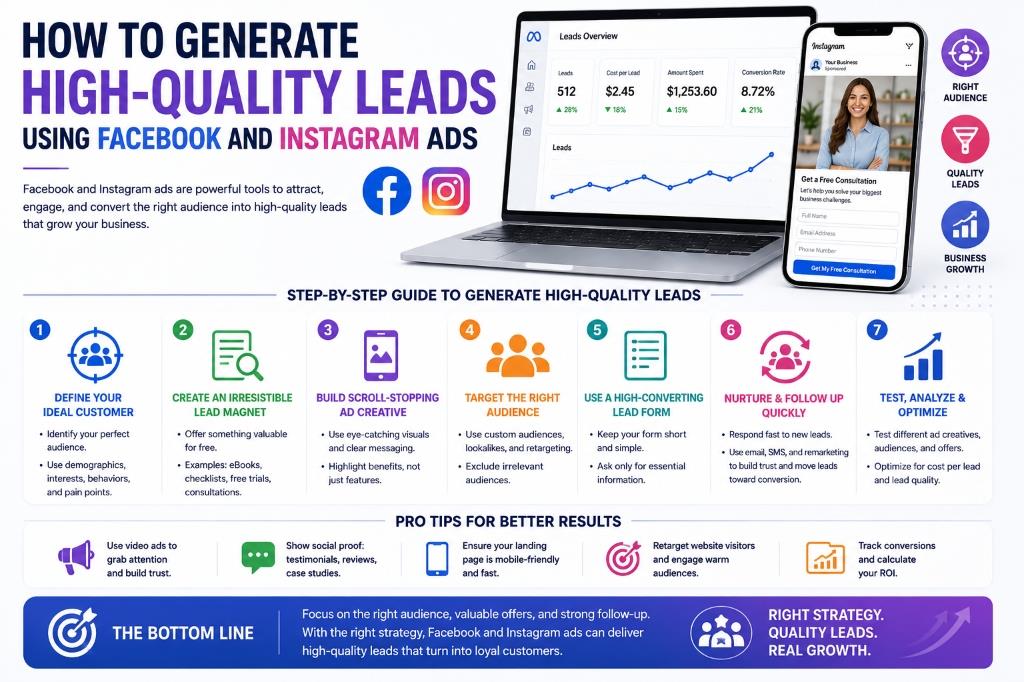 HOW TO GENERATE
HIGH-QUALITY LEADS
USING FACEBOOK AND INSTAGRAM ADS
Facebook and Instagram ads are powerful tools to attract,
engage, and convert the right audience into high-quality leads
that grow your business.
Leads Overview
Leads
512
▲ 28%
Cost per Lead
$2.45
▼ 18%
Amount Spent
$1,253.60
▲ 15%
Conversion Rate
8.72%
▲ 21%
Leads
Instagram
Your Business
Sponsored
Get a Free Consultation
Let's help you solve your biggest
business challenges.
Full Name
Email Address
Phone Number
Get My Free Consultation
RIGHT
AUDIENCE
QUALITY
LEADS
BUSINESS
GROWTH
STEP-BY-STEP GUIDE TO GENERATE HIGH-QUALITY LEADS
1
DEFINE YOUR
IDEAL CUSTOMER
• Identify your perfect
audience.
• Use demographics,
interests, behaviors,
and pain points.
2
CREATE AN IRRESISTIBLE
LEAD MAGNET
• Offer something valuable
for free.
• Examples: eBooks,
checklists, free trials,
consultations.
3
BUILD SCROLL-STOPPING
AD CREATIVE
• Use eye-catching visuals
and clear messaging.
• Highlight benefits, not
just features.
4
TARGET THE RIGHT
AUDIENCE
• Use custom audiences,
lookalikes, and retargeting.
• Exclude irrelevant
audiences.
5
USE A HIGH-CONVERTING
LEAD FORM
• Keep your form short
and simple.
• Ask only for essential
information.
6
NURTURE & FOLLOW UP
QUICKLY
• Respond fast to new leads.
• Use email, SMS, and remarketing
to build trust and move leads
toward conversion.
7
TEST, ANALYZE &
OPTIMIZE
• Test different ad creatives,
audiences, and offers.
• Optimize for cost per lead
and lead quality.
PRO TIPS FOR BETTER RESULTS
Use video ads to
grab attention
and build trust.
Show social proof:
testimonials, reviews,
case studies.
Ensure your landing
page is mobile-friendly
and fast.
Retarget website visitors
and engage warm
audiences.
Track conversions
and calculate
your ROI.
THE BOTTOM LINE
Focus on the right audience, valuable offers, and strong follow-up.
With the right strategy, Facebook and Instagram ads can deliver
high-quality leads that turn into loyal customers.
RIGHT STRATEGY.
QUALITY LEADS.
REAL GROWTH.